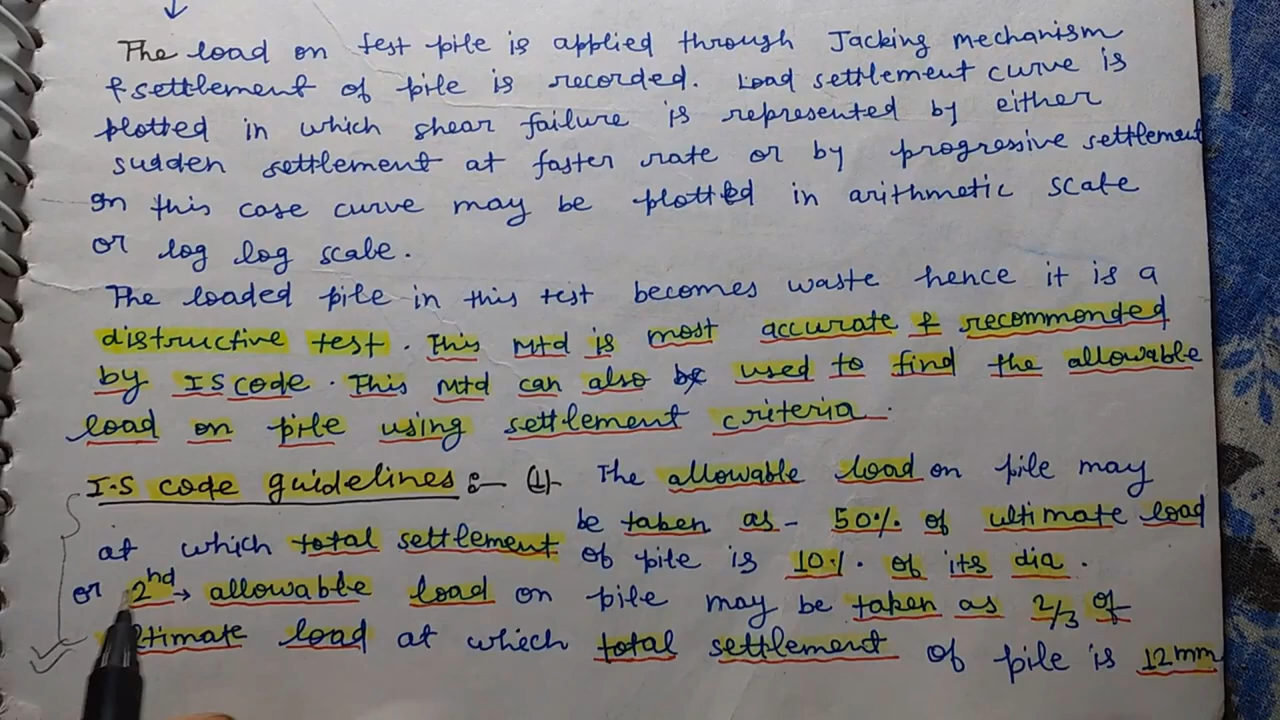 The load on test pile is applied through Jacking mechanism
& settlement of pile is recorded. Load settlement curve is
plotted in which shear failure is represented by either
sudden settlement at faster rate or by progressive settlement
In this case curve may be plotted in arithmetic scale
or log log scale.
The loaded pile in this test becomes waste hence it is a
distructive test. This Mtd is most accurate & recommonded
by IS code. This Mtd can also be used to find the allowable
load on pile using settlement criteria.
I.S code guidelines :- (1)- The allowable load on pile may
be taken as - 50% of ultimate load
at which total settlement of pile is 10% of its dia.
or 2nd → allowable load on pile may be taken as 2/3 of
ltimate load at which total settlement of pile is 12mm